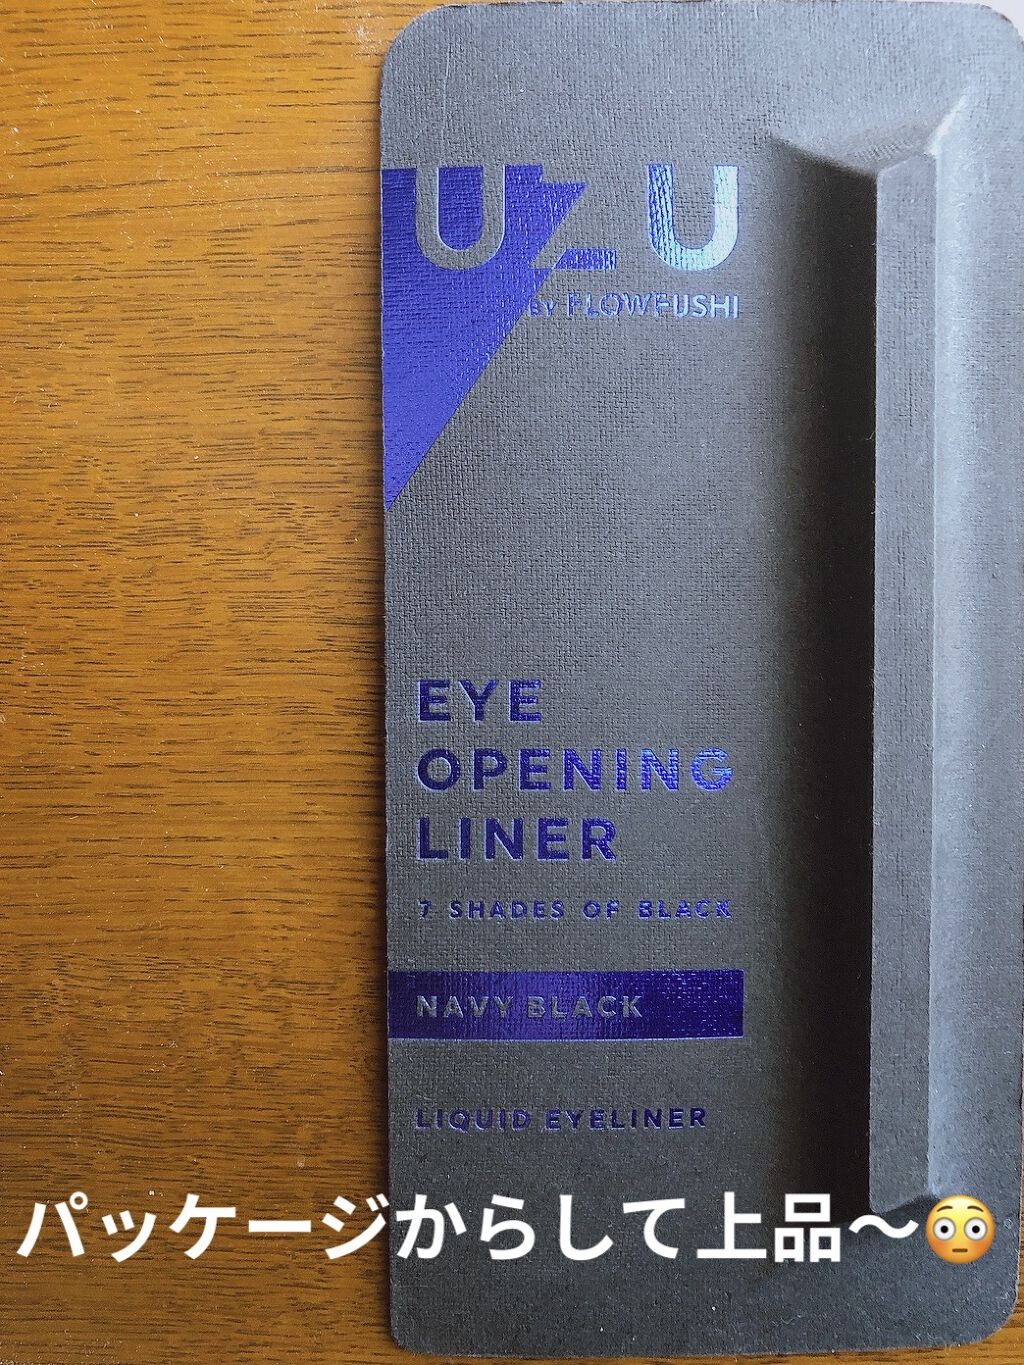 UZU
BY FLOWFUSHI
EYE
OPENING
LINER
7 SHADES OF BLACK
NAVY BLACK
LIQUID EYELINER
パッケージからして上品〜😳